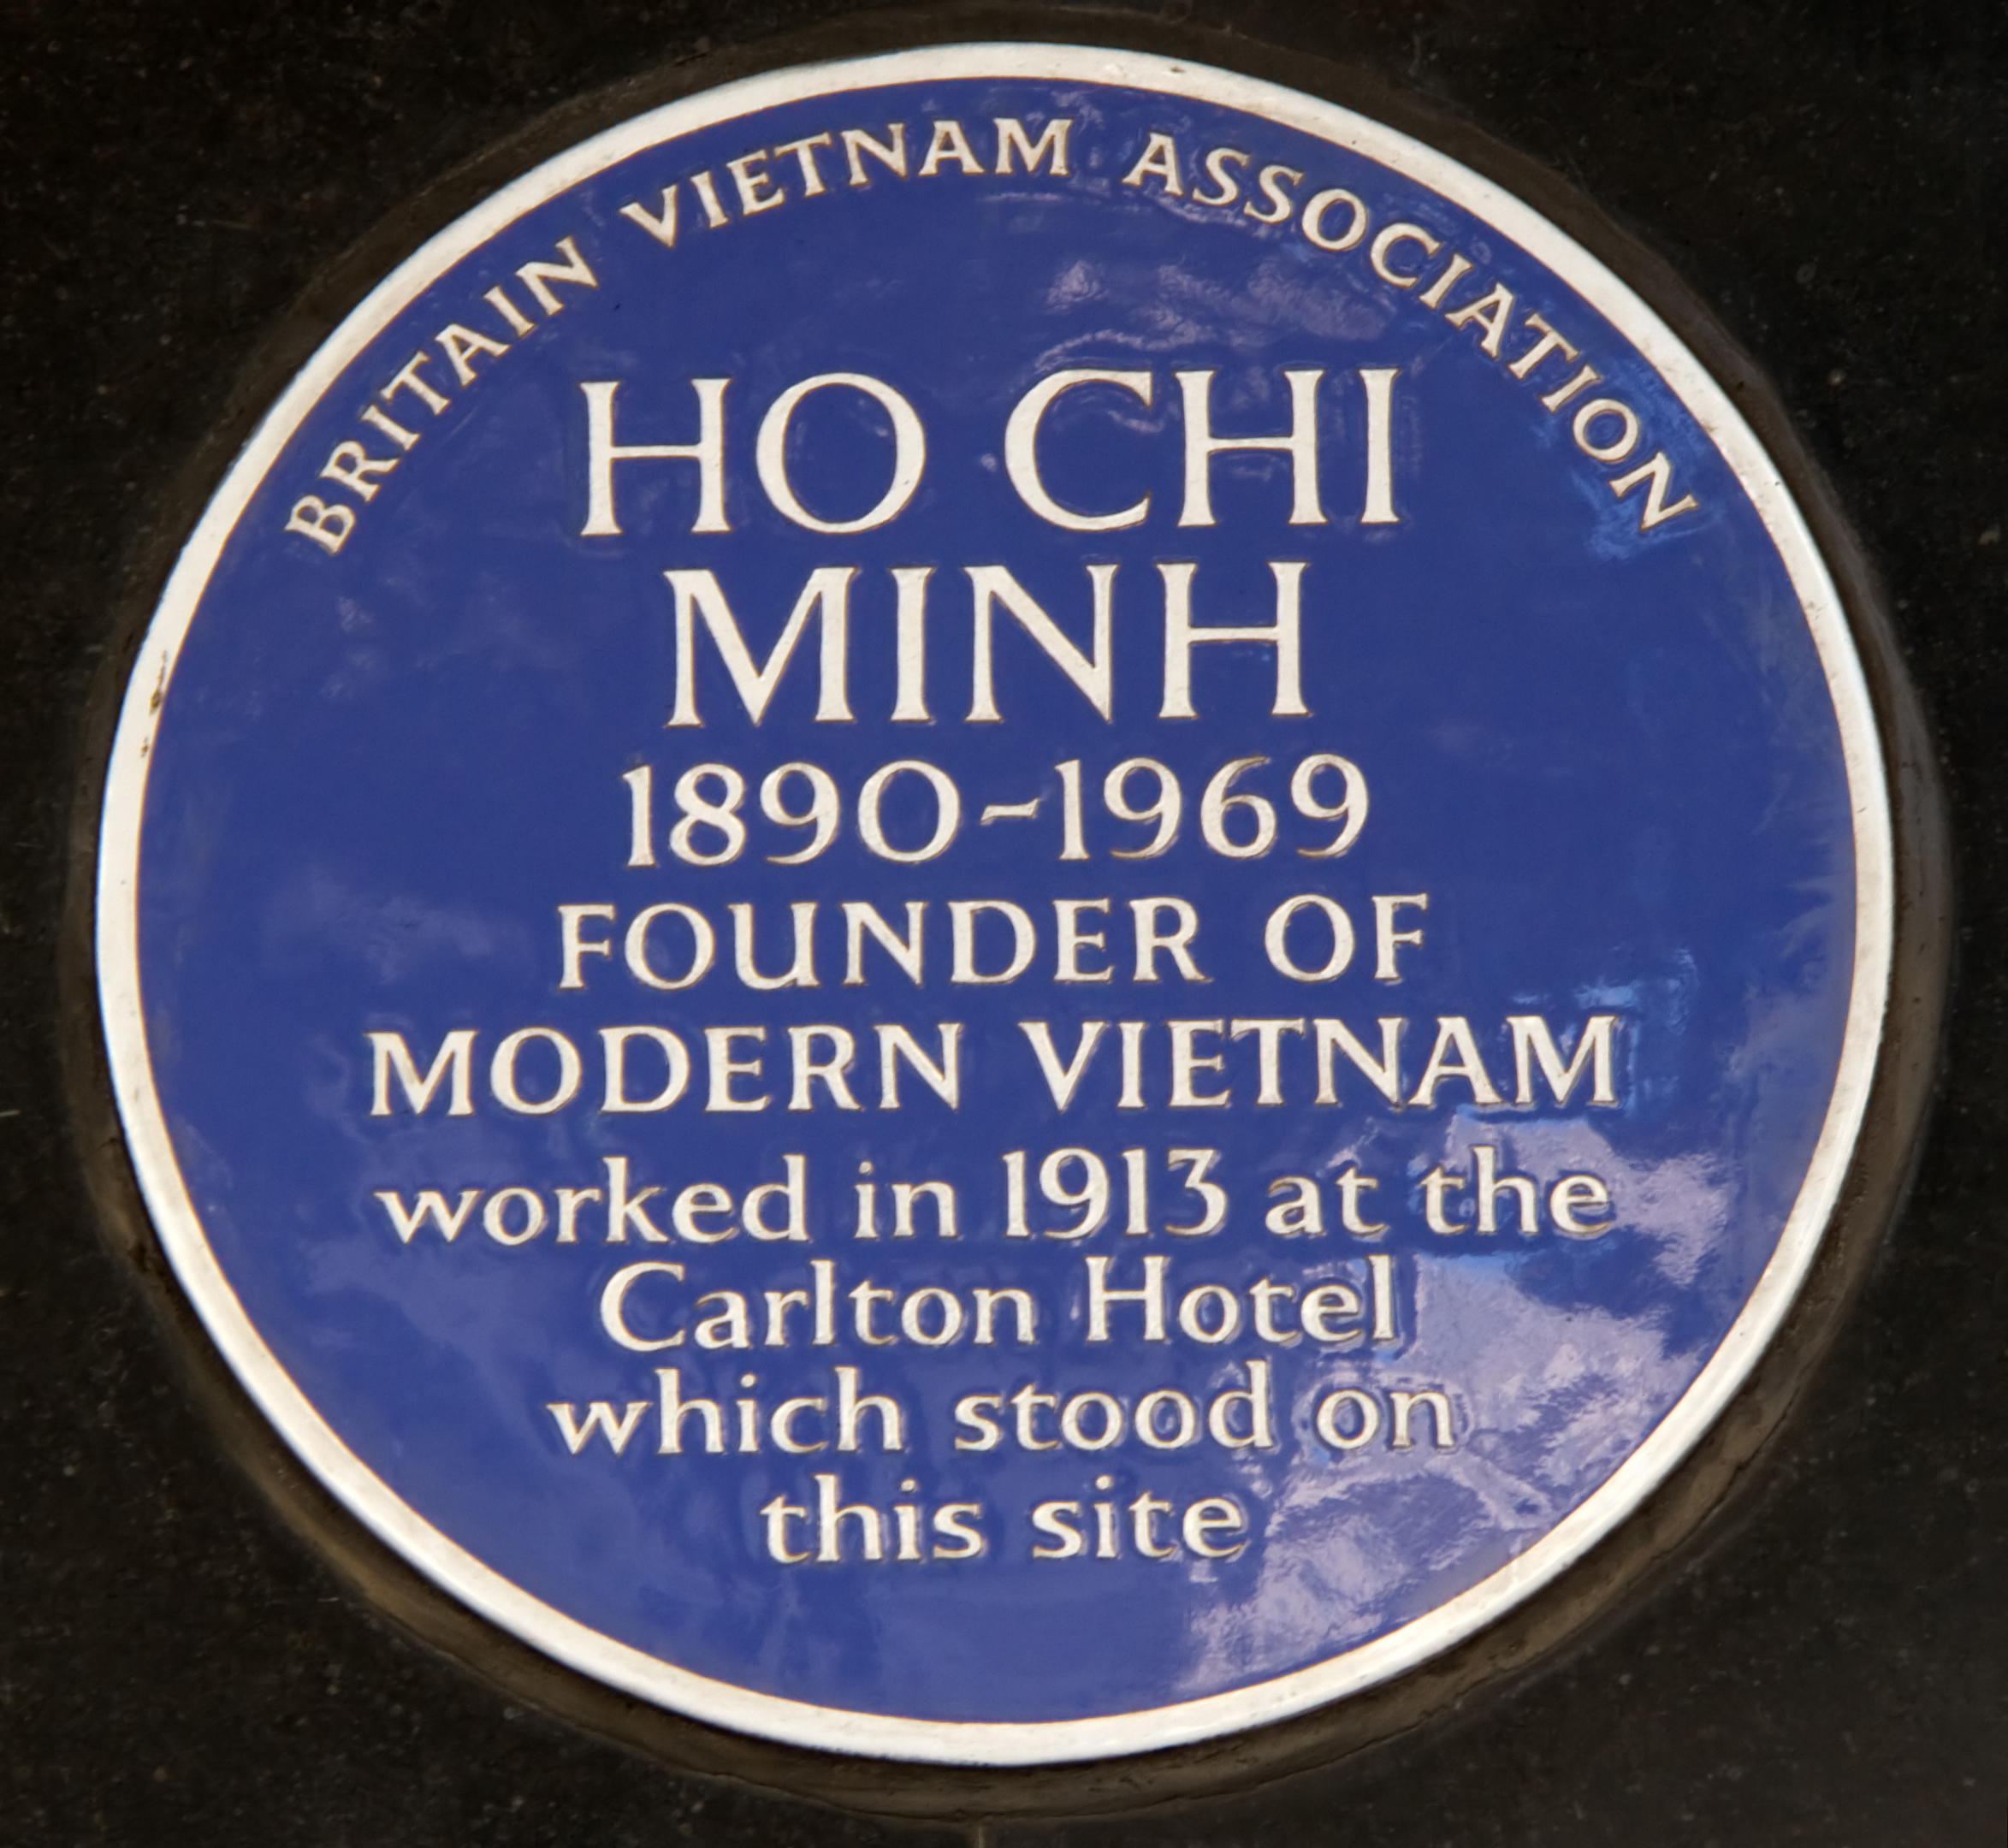 BRITAIN VIETNAM ASSOCIATION
HO CHI
MINH
1890~1969
FOUNDER OF
MODERN VIETNAM
worked in 1913 at the
Carlton Hotel
which stood on
this site